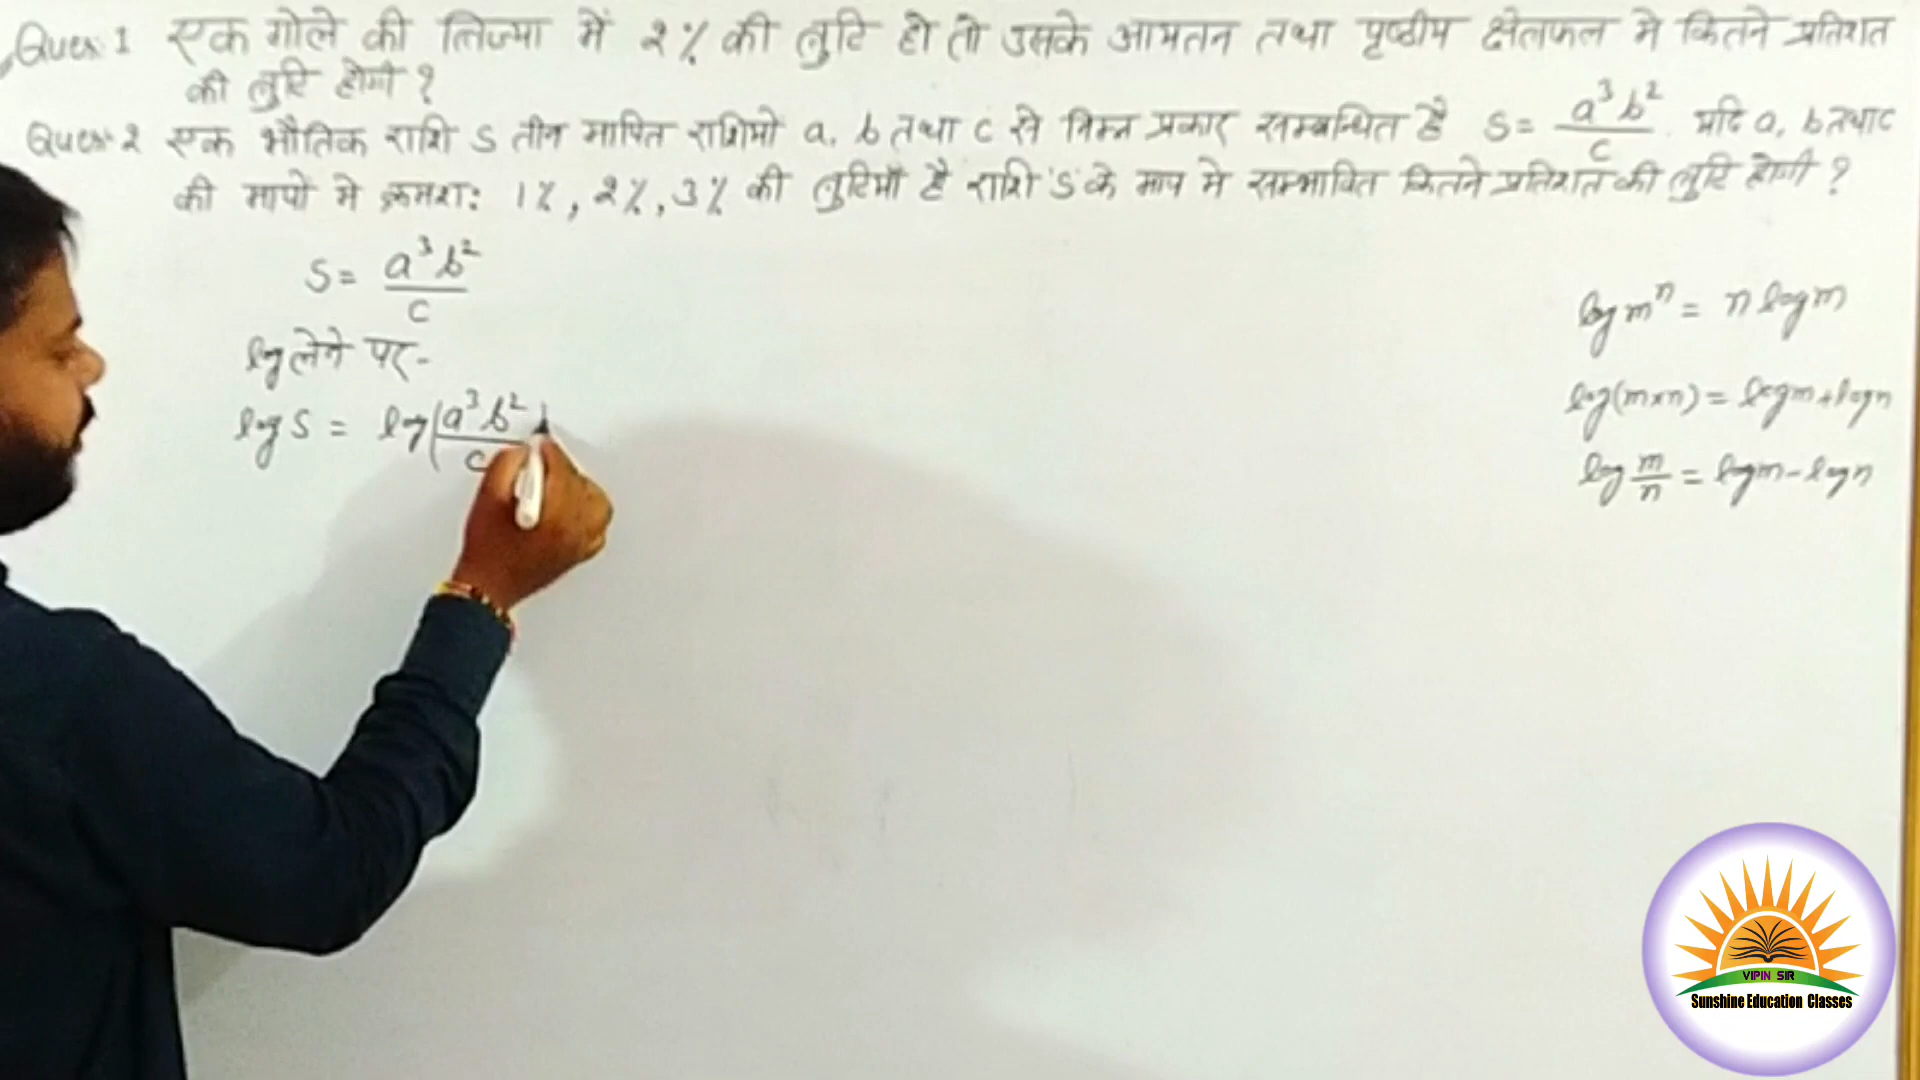 Ques 1 एक गोले की त्रिज्या में 2% की त्रुटि हो तो उसके आयतन तथा पृष्ठीय क्षेत्रफल मे कितने प्रतिशत
की त्रुटि होगी ?
Ques 2 एक भौतिक राशि S तीन मापित राशियो a, b तथा c से निम्न प्रकार सम्बन्धित है S = a³b²/c . यदि a, b तथा c
की मापो मे क्रमशः 1%, 2%, 3% की त्रुटियाँ है राशि 'S' के माप मे सम्भावित कितने प्रतिशत की त्रुटि होगी ?
S = a³b²/c
log लेने पर-
log S = log(a³b²/c)
log mⁿ = n log m
log(m×n) = log m + log n
log m/n = log m - log n
VIPIN SIR
Sunshine Education Classes